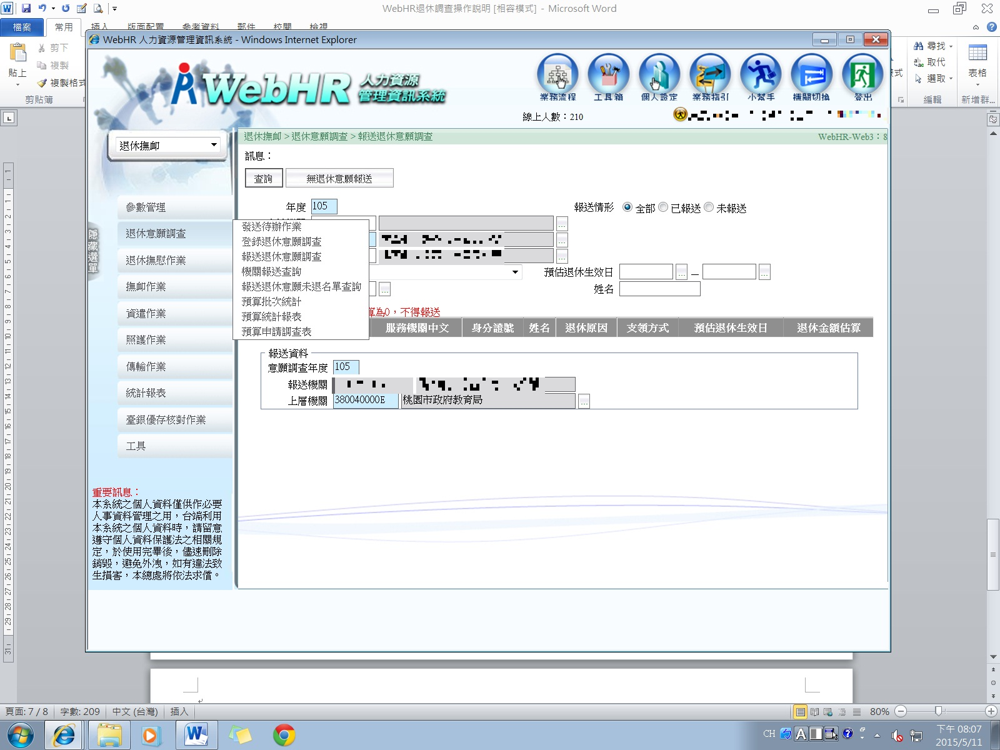 WebHR退休調查操作說明 [相容模式] - Microsoft Word
檔案 常用 插入 版面配置 參考資料 郵件 校閱 檢視
貼上 剪下 複製 複製格式 剪貼簿
尋找 取代 選取 編輯
表格 新增群...
WebHR 人力資源管理資訊系統 - Windows Internet Explorer
WebHR 人力資源
管理資訊系統
業務流程 工具箱 個人設定 業務指引 小幫手 機關切換 登出
線上人數：210
退休撫卹
退休撫卹 > 退休意願調查 > 報送退休意願調查
WebHR-Web3：8
訊息：
查詢 無退休意願報送
年度 105
報送情形 全部 已報送 未報送
預估退休生效日
姓名
算為0，不得報送
服務機關中文 身分證號 姓名 退休原因 支領方式 預估退休生效日 退休金額估算
報送資料
意願調查年度 105
報送機關
上層機關 380040000E 桃園市政府教育局
隱藏選單
參數管理
退休意願調查
退休撫慰作業
撫卹作業
資遣作業
照護作業
傳輸作業
統計報表
臺銀優存核對作業
工具
發送待辦作業
登錄退休意願調查
報送退休意願調查
機關報送查詢
報送退休意願未退名單查詢
預算批次統計
預算統計報表
預算申請調查表
重要訊息：
本系統之個人資料僅供作必要
人事資料管理之用，台端利用
本系統之個人資料時，請留意
遵守個人資料保護法之相關規
定，於使用完畢後，儘速刪除
銷毀，避免外洩，如有違法致
生損害，本總處將依法求償。
頁面: 7 / 8 字數: 209 中文 (台灣) 插入 80%
CH
下午 08:07
2015/5/11